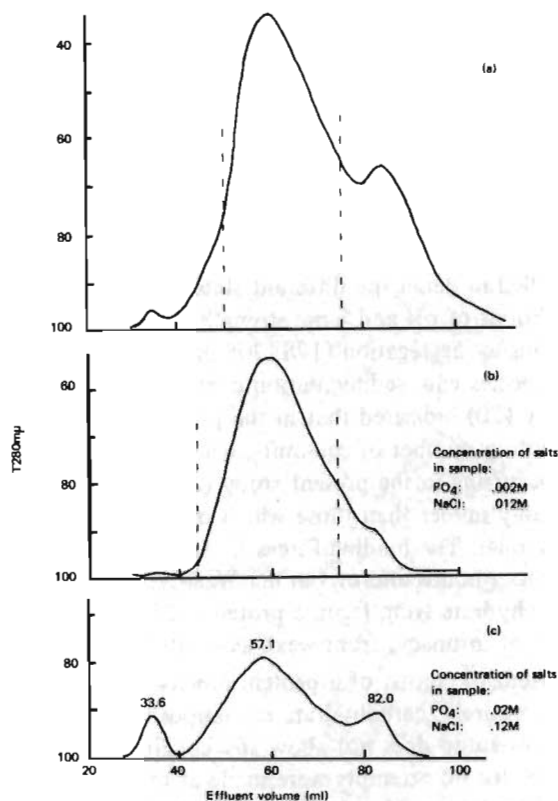 40
(a)
60
80
100
T280mμ
60
(b)
80
Concentration of salts
in sample:
PO4: .002M
NaCl: .012M
100
(c)
57.1
80
33.6
82.0
Concentration of salts
in sample:
PO4: .02M
NaCl: .12M
100
20 40 60 80 100
Effluent volume (ml)